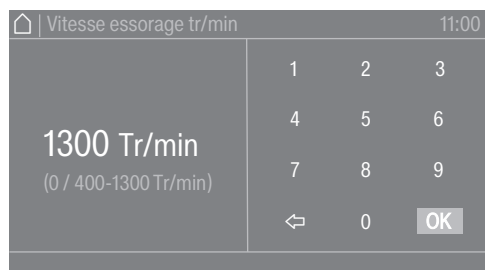 | Vitesse essorage tr/min 11:00
1300 Tr/min
(0 / 400-1300 Tr/min)
1 2 3
4 5 6
7 8 9
0 OK